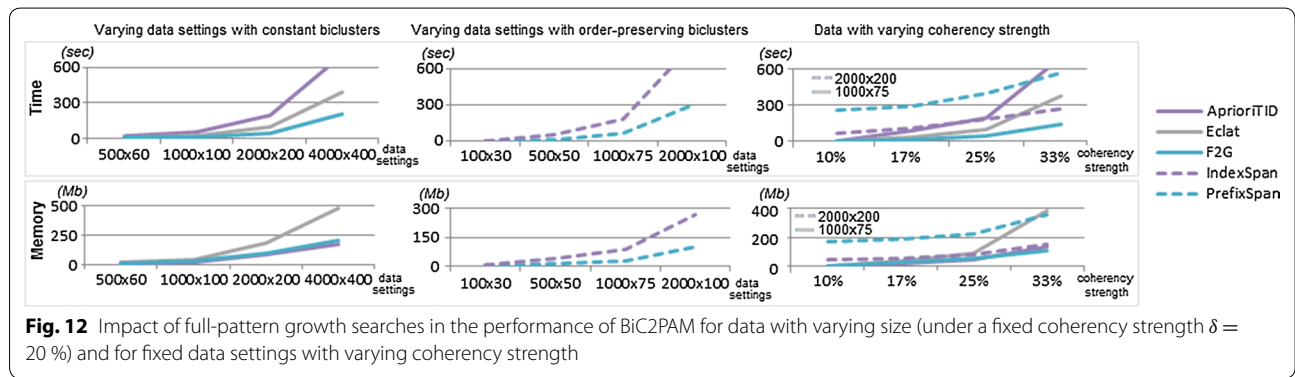 Varying data settings with constant biclusters
Varying data settings with order-preserving biclusters
Data with varying coherency strength
(sec)
Time
600
300
0
500x60 1000x100 2000x200 4000x400
data settings
(sec)
600
300
0
100x30 500x50 1000x75 2000x100
data settings
(sec)
600
300
0
2000x200
1000x75
10% 17% 25% 33%
coherency strength
AprioriTID
Eclat
F2G
IndexSpan
PrefixSpan
(Mb)
Memory
500
250
0
500x60 1000x100 2000x200 4000x400
data settings
(Mb)
300
150
0
100x30 500x50 1000x75 2000x100
data settings
(Mb)
400
200
0
2000x200
1000x75
10% 17% 25% 33%
coherency strength
Fig. 12 Impact of full-pattern growth searches in the performance of BiC2PAM for data with varying size (under a fixed coherency strength δ =
20 %) and for fixed data settings with varying coherency strength